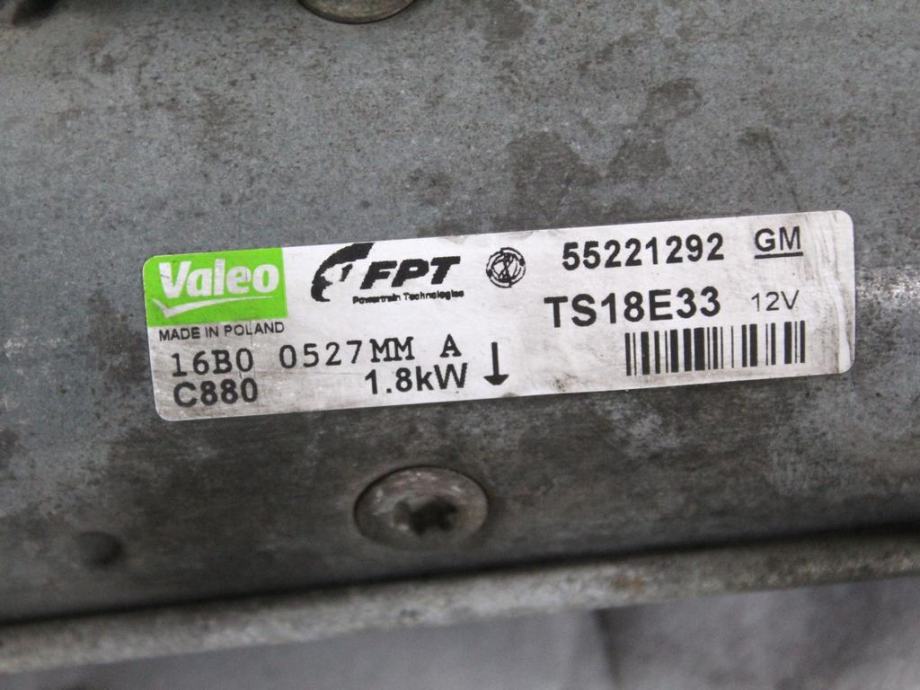 Valeo
MADE IN POLAND
FPT
Powertrain Technologies
55221292 GM
TS18E33 12V
16B0 0527MM A
C880 1.8kW